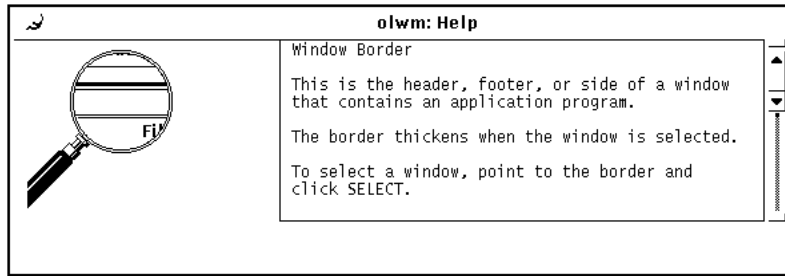 olwm: Help
Window Border
This is the header, footer, or side of a window
that contains an application program.
The border thickens when the window is selected.
To select a window, point to the border and
click SELECT.
Fil